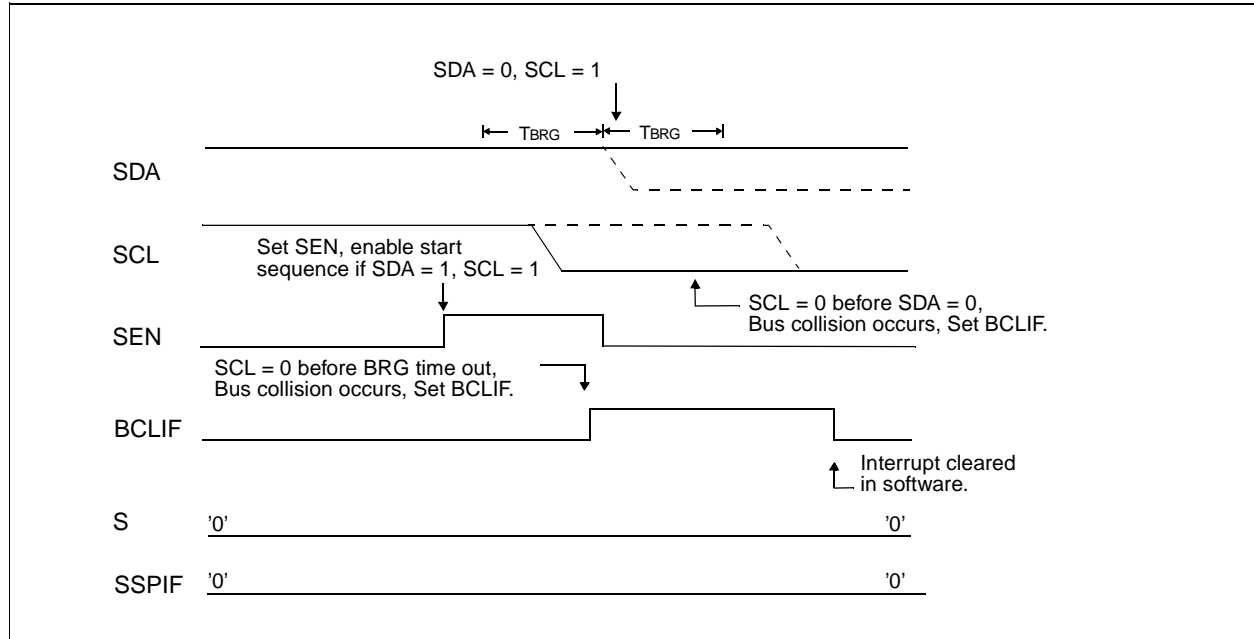 SDA = 0, SCL = 1
TBRG TBRG
SDA
SCL
Set SEN, enable start
sequence if SDA = 1, SCL = 1
SCL = 0 before SDA = 0,
Bus collision occurs, Set BCLIF.
SEN
SCL = 0 before BRG time out,
Bus collision occurs, Set BCLIF.
BCLIF
Interrupt cleared
in software.
S
'0' '0'
SSPIF
'0' '0'